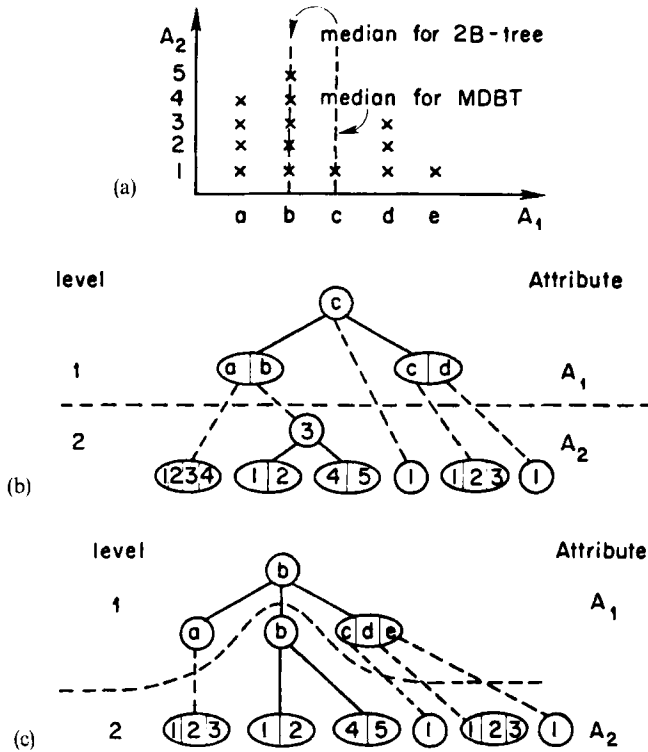 A2
5
4
3
2
1
median for 2B-tree
median for MDBT
(a)
a b c d e A1
level Attribute
c
1 a b c d A1
2 3 A2
(b) 1234 1 2 4 5 1 1 2 3 1
level Attribute
b
1 A1
a b c d e
(c) 2 1 2 3 1 2 4 5 1 1 2 3 1 A2